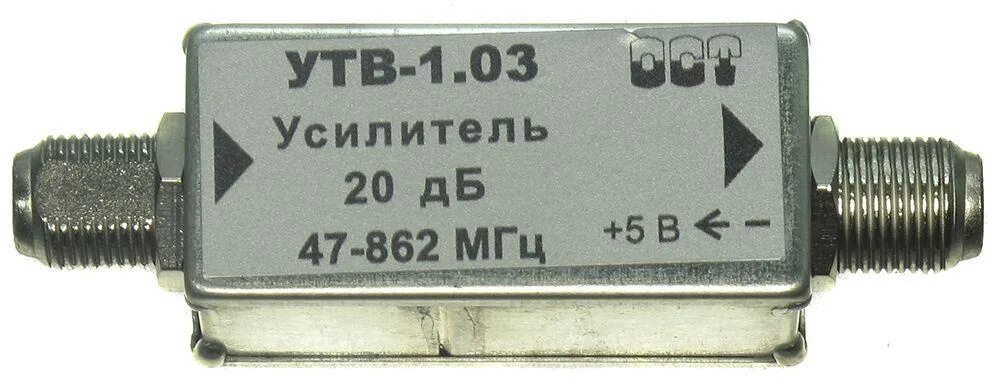 УТВ-1.03
ОСТ
Усилитель
20 дБ
47-862 МГц
+5 В ← –